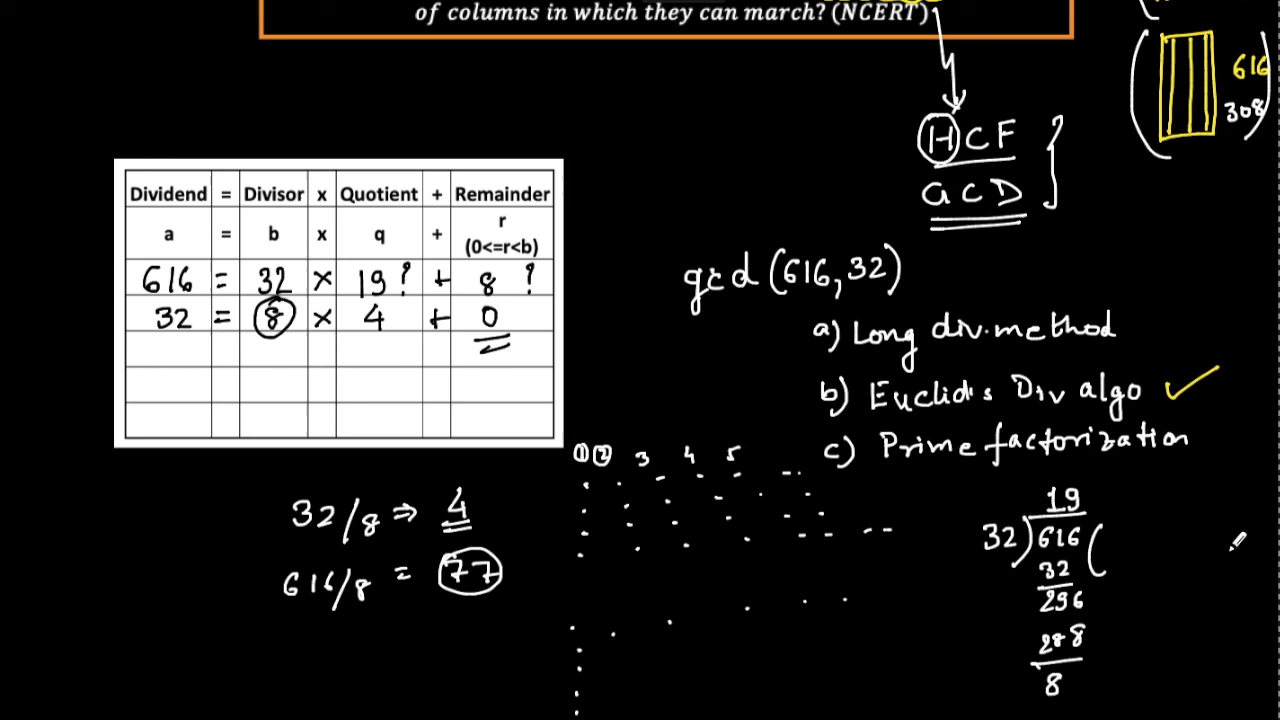 of columns in which they can march? (NCERT)
616
308
HCF
GCD
Dividend = Divisor x Quotient + Remainder
a = b x q + r (0<=r<b)
616 = 32 × 19? + 8 ?
32 = 8 × 4 + 0
gcd (616, 32)
a) Long div. method
b) Euclid's Div algo ✓
c) Prime factorization
1 2 3 4 5 - -
32/8 ⇒ 4
616/8 = 77
19
32) 616 (
32
296
288
8